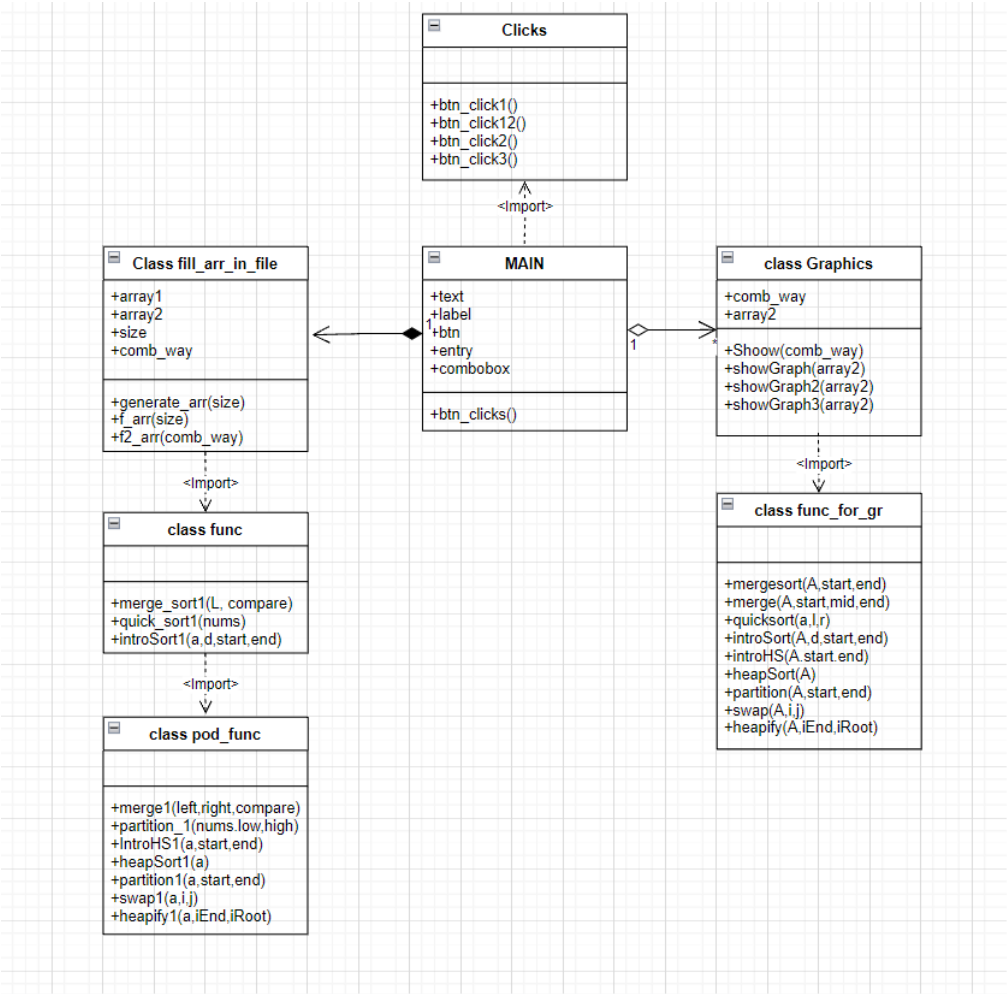 Clicks
+btn_click1()
+btn_click12()
+btn_click2()
+btn_click3()
<Import>
Class fill_arr_in_file
+array1
+array2
+size
+comb_way
+generate_arr(size)
+f_arr(size)
+f2_arr(comb_way)
1
MAIN
+text
+label
+btn
+entry
+combobox
+btn_clicks()
1
*
class Graphics
+comb_way
+array2
+Shoow(comb_way)
+showGraph(array2)
+showGraph2(array2)
+showGraph3(array2)
<Import>
class func
+merge_sort1(L, compare)
+quick_sort1(nums)
+introSort1(a,d,start,end)
<Import>
class pod_func
+merge1(left,right,compare)
+partition_1(nums.low,high)
+IntroHS1(a,start,end)
+heapSort1(a)
+partition1(a,start,end)
+swap1(a,i,j)
+heapify1(a,iEnd,iRoot)
<Import>
class func_for_gr
+mergesort(A,start,end)
+merge(A,start,mid,end)
+quicksort(a,l,r)
+introSort(A,d,start,end)
+introHS(A.start.end)
+heapSort(A)
+partition(A,start,end)
+swap(A,i,j)
+heapify(A,iEnd,iRoot)